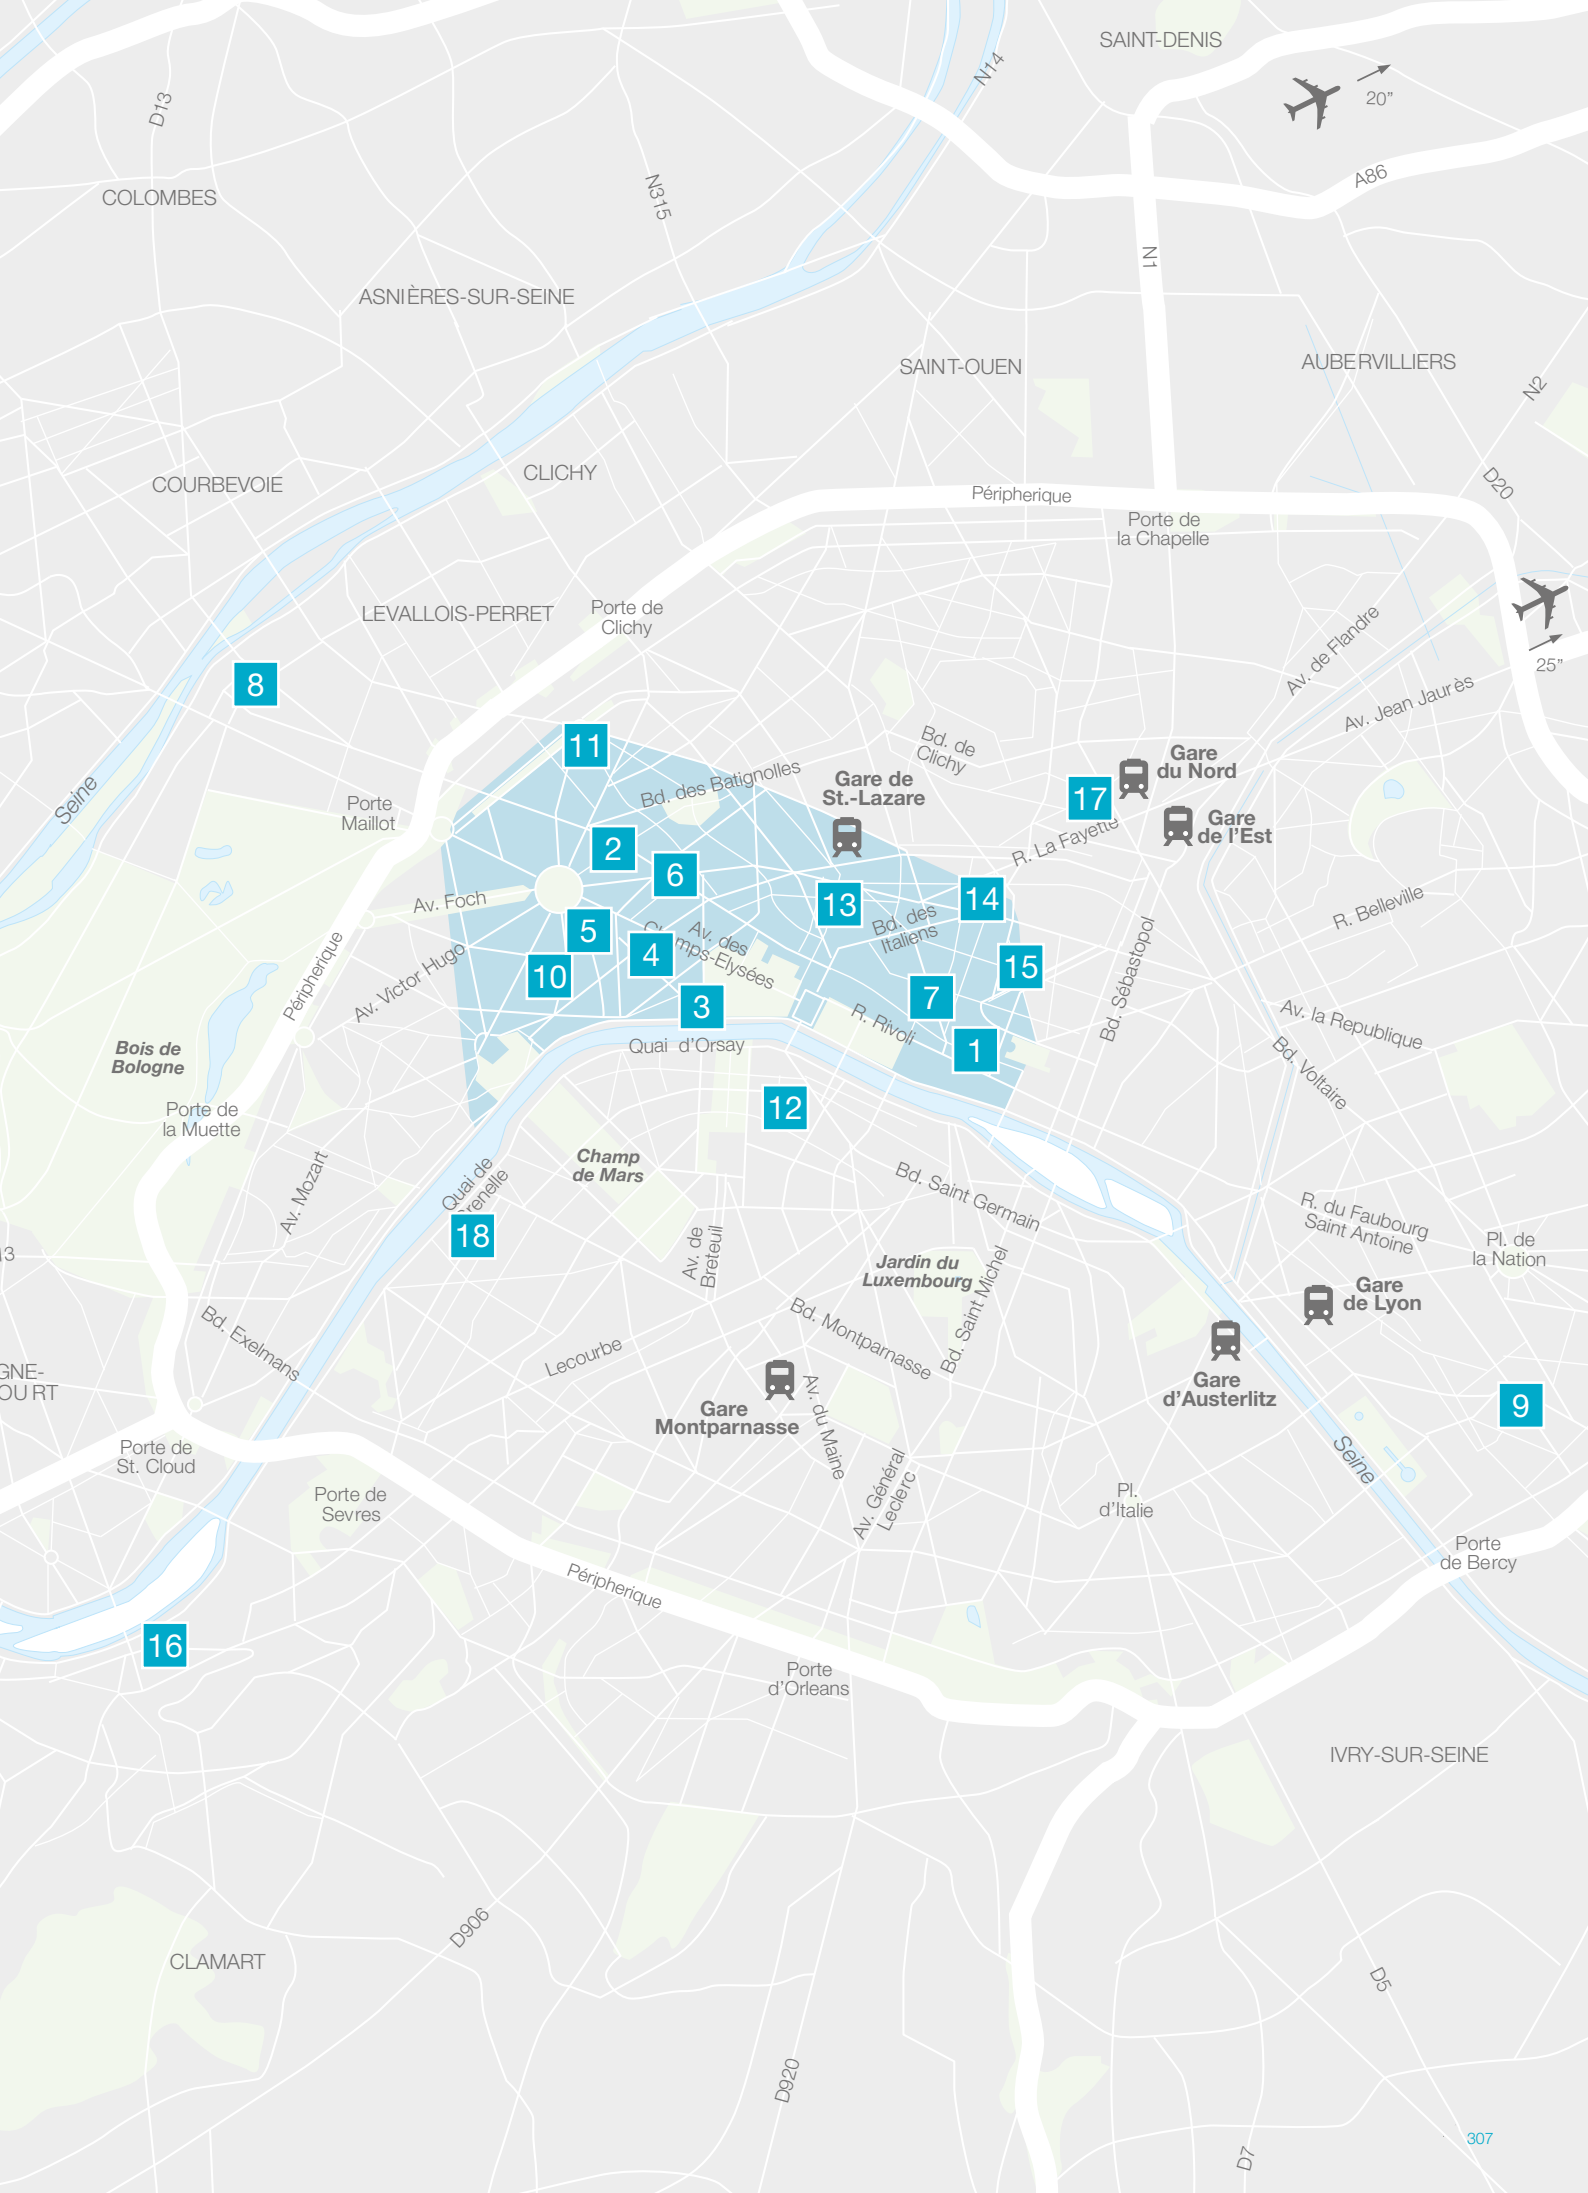 SAINT-DENIS
N14
20”
D13
A86
COLOMBES
N315
N1
ASNIÈRES-SUR-SEINE
SAINT-OUEN
AUBERVILLIERS
N2
CLICHY
COURBEVOIE
D20
Péripherique
Porte de
la Chapelle
LEVALLOIS-PERRET
Porte de
Clichy
Av. de Flandre
25”
8
Av. Jean Jaurès
11
Bd. de
Clichy
Gare
du Nord
Bd. des Batignolles
Gare de
St.-Lazare
17
Seine
Porte
Maillot
Gare
de l’Est
R. La Fayette
2
6
Av. Foch
13
14
R. Belleville
5
Bd. des
Italiens
Av. des
Champs-Elysées
4
10
15
Péripherique
Av. Victor Hugo
7
3
R. Rivoli
Bd. Sébastopol
Av. la Republique
Quai d’Orsay
1
Bois de
Bologne
Bd. Voltaire
12
Porte de
la Muette
Champ
de Mars
Av. Mozart
Quai de
Grenelle
18
Bd. Saint Germain
R. du Faubourg
Saint Antoine
Pl. de
la Nation
13
Av. de
Breteuil
Jardin du
Luxembourg
Bd. Saint Michel
Gare
de Lyon
Bd. Exelmans
Bd. Montparnasse
Lecourbe
GNE-
OURT
Gare
d’Austerlitz
9
Gare
Montparnasse
Av. du Maine
Porte de
St. Cloud
Seine
Porte de
Sevres
Av. Général
Leclerc
Pl.
d’Italie
Porte
de Bercy
Péripherique
16
Porte
d’Orleans
IVRY-SUR-SEINE
D906
CLAMART
D5
D920
307
D7